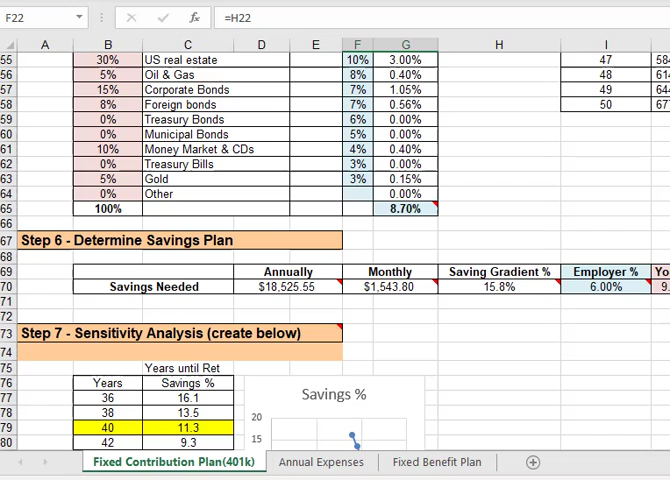 F22 =H22
A B C D E F G H I
55 30% US real estate 10% 3.00% 47 584
56 5% Oil & Gas 8% 0.40% 48 614
57 15% Corporate Bonds 7% 1.05% 49 644
58 8% Foreign bonds 7% 0.56% 50 67
59 0% Treasury Bonds 6% 0.00%
60 0% Municipal Bonds 5% 0.00%
61 10% Money Market & CDs 4% 0.40%
62 0% Treasury Bills 3% 0.00%
63 5% Gold 3% 0.15%
64 0% Other 0.00%
65 100% 8.70%
66
67 Step 6 - Determine Savings Plan
68
69 Annually Monthly Saving Gradient % Employer % Yo
70 Savings Needed $18,525.55 $1,543.80 15.8% 6.00% 9.
71
72
73 Step 7 - Sensitivity Analysis (create below)
74
75 Years until Ret
76 Years Savings %
77 36 16.1
78 38 13.5
79 40 11.3
80 42 9.3
Savings %
20
15
Fixed Contribution Plan(401k) Annual Expenses Fixed Benefit Plan